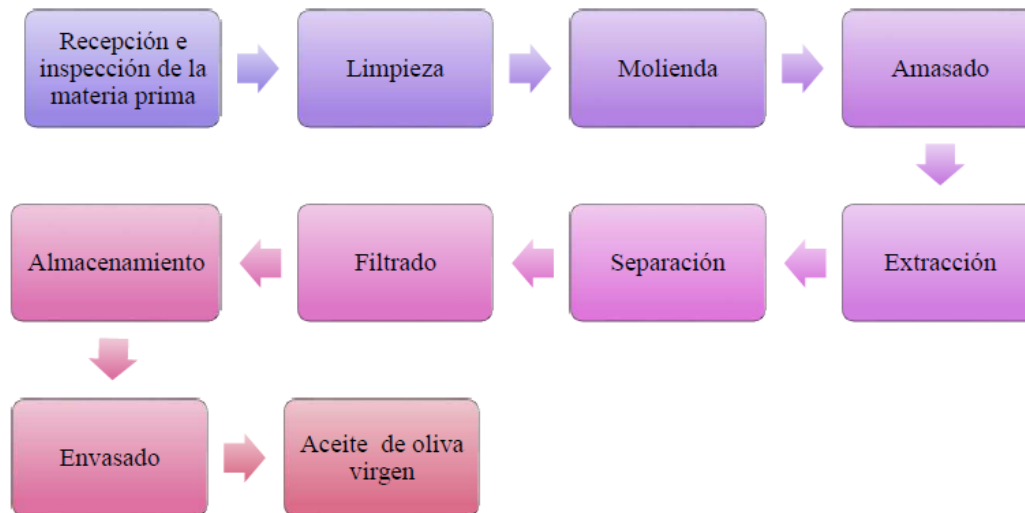 Recepción e
inspección de la
materia prima
Limpieza
Molienda
Amasado
Extracción
Separación
Filtrado
Almacenamiento
Envasado
Aceite de oliva
virgen